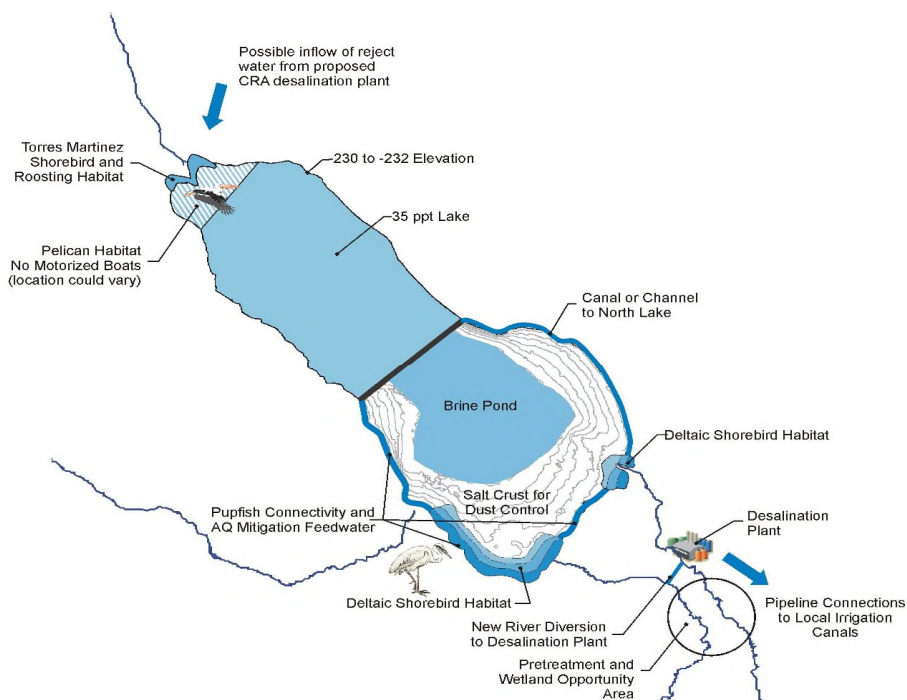 Possible inflow of reject
water from proposed
CRA desalination plant
Torres Martinez
Shorebird and
Roosting Habitat
230 to -232 Elevation
35 ppt Lake
Pelican Habitat
No Motorized Boats
(location could vary)
Canal or Channel
to North Lake
Brine Pond
Deltaic Shorebird Habitat
Salt Crust for
Dust Control
Pupfish Connectivity and
AQ Mitigation Feedwater
Desalination
Plant
Deltaic Shorebird Habitat
New River Diversion
to Desalination Plant
Pipeline Connections
to Local Irrigation
Canals
Pretreatment and
Wetland Opportunity
Area